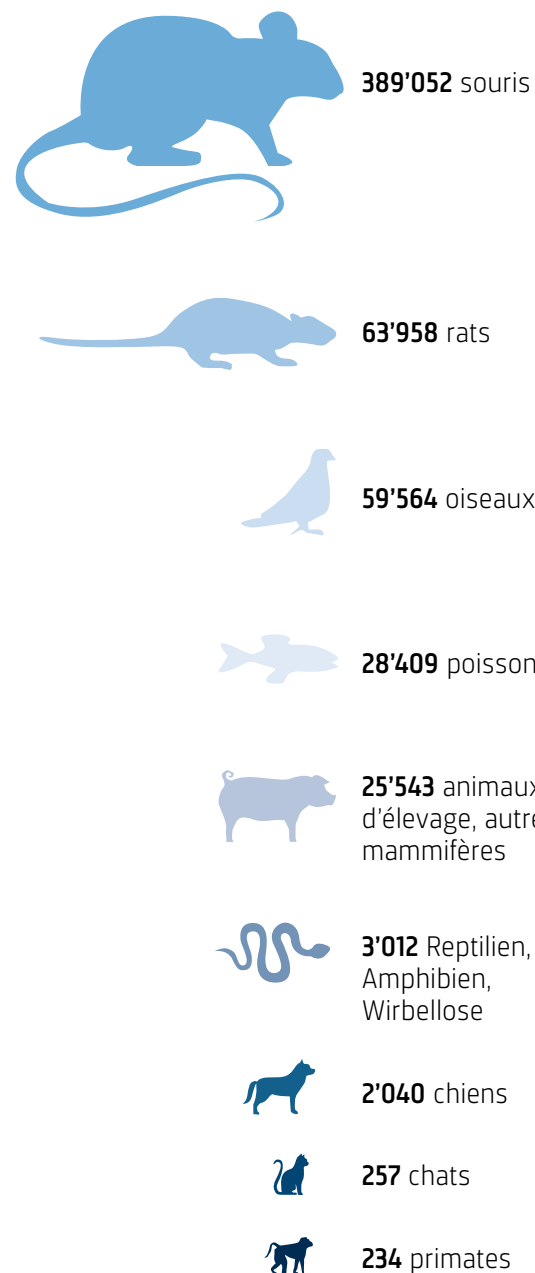 389'052 souris
63'958 rats
59'564 oiseaux
28'409 poisson
25'543 animaux
d'élevage, autre
mammifères
3'012 Reptilien,
Amphibien,
Wirbellose
2'040 chiens
257 chats
234 primates